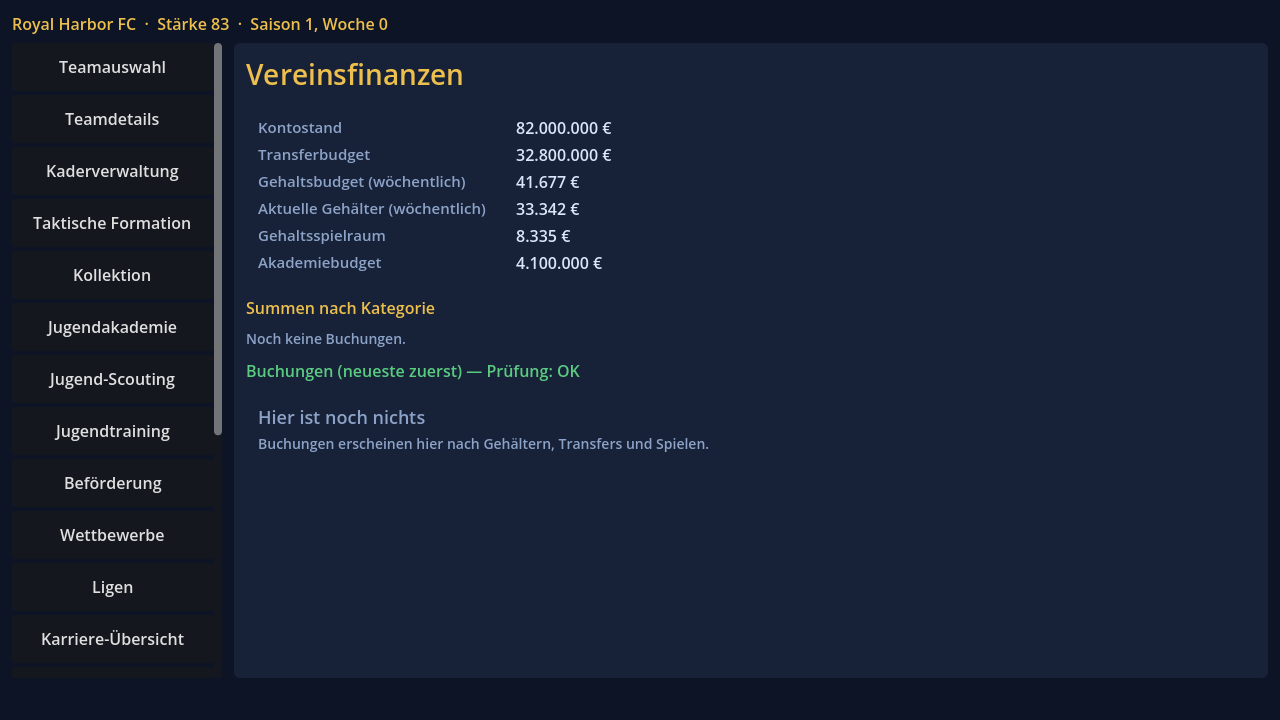 Royal Harbor FC · Stärke 83 · Saison 1, Woche 0
Teamauswahl
Teamdetails
Kaderverwaltung
Taktische Formation
Kollektion
Jugendakademie
Jugend-Scouting
Jugendtraining
Beförderung
Wettbewerbe
Ligen
Karriere-Übersicht
Vereinsfinanzen
Kontostand 82.000.000 €
Transferbudget 32.800.000 €
Gehaltsbudget (wöchentlich) 41.677 €
Aktuelle Gehälter (wöchentlich) 33.342 €
Gehaltsspielraum 8.335 €
Akademiebudget 4.100.000 €
Summen nach Kategorie
Noch keine Buchungen.
Buchungen (neueste zuerst) — Prüfung: OK
Hier ist noch nichts
Buchungen erscheinen hier nach Gehältern, Transfers und Spielen.